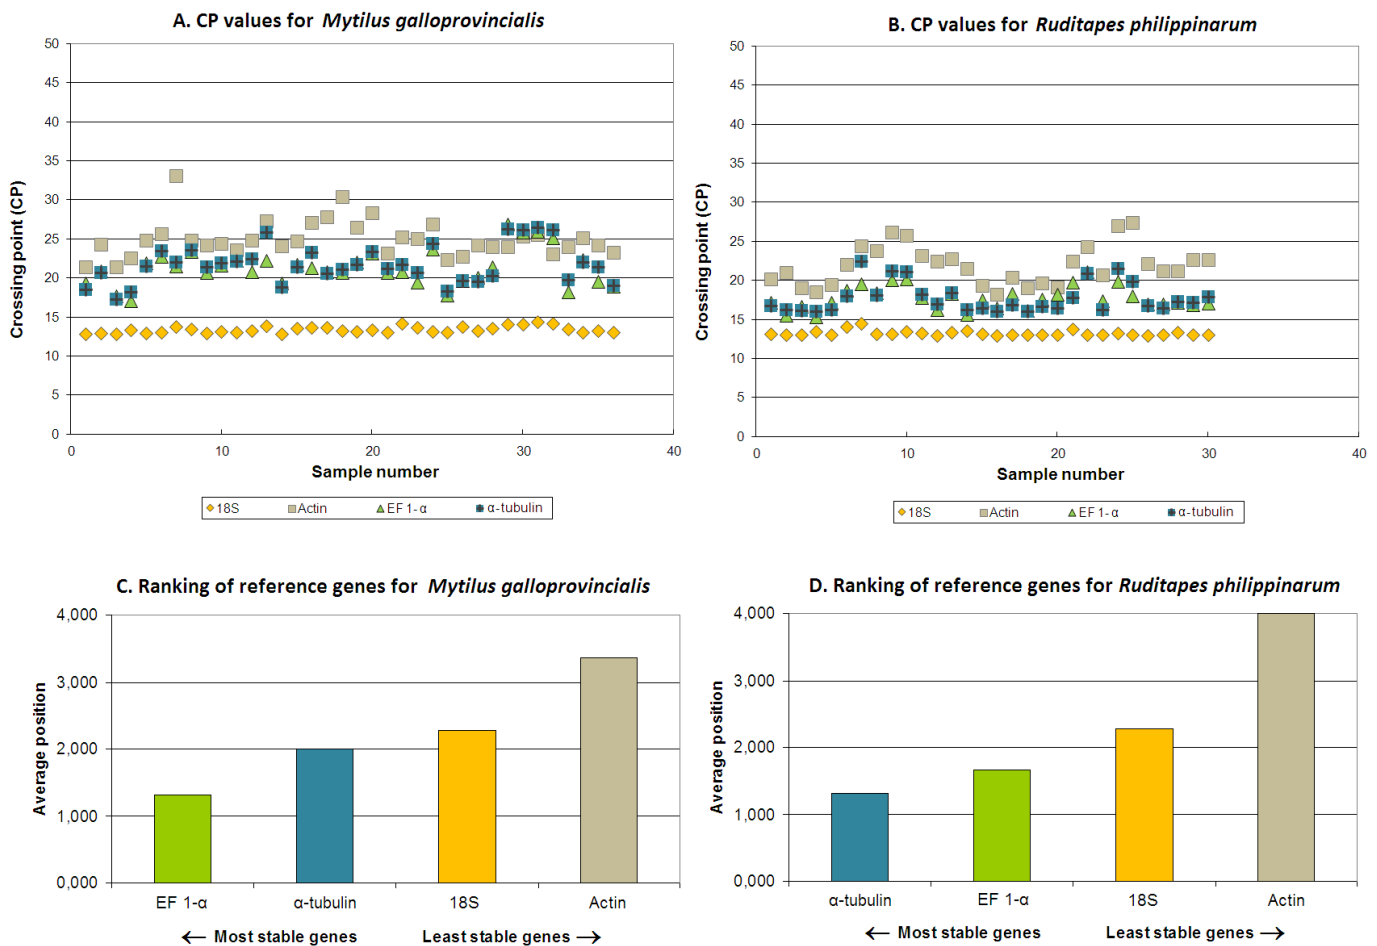 A. CP values for Mytilus galloprovincialis
50
45
40
35
30
25
20
15
10
5
0
Crossing point (CP)
0 10 20 30 40
Sample number
18S Actin EF 1- α α-tubulin
B. CP values for Ruditapes philippinarum
50
45
40
35
30
25
20
15
10
5
0
Crossing point (CP)
0 10 20 30 40
Sample number
18S Actin EF 1- α α-tubulin
C. Ranking of reference genes for Mytilus galloprovincialis
4,000
3,000
2,000
1,000
0,000
Average position
EF 1-α α-tubulin 18S Actin
← Most stable genes Least stable genes →
D. Ranking of reference genes for Ruditapes philippinarum
4,000
3,000
2,000
1,000
0,000
Average position
α-tubulin EF 1-α 18S Actin
← Most stable genes Least stable genes →